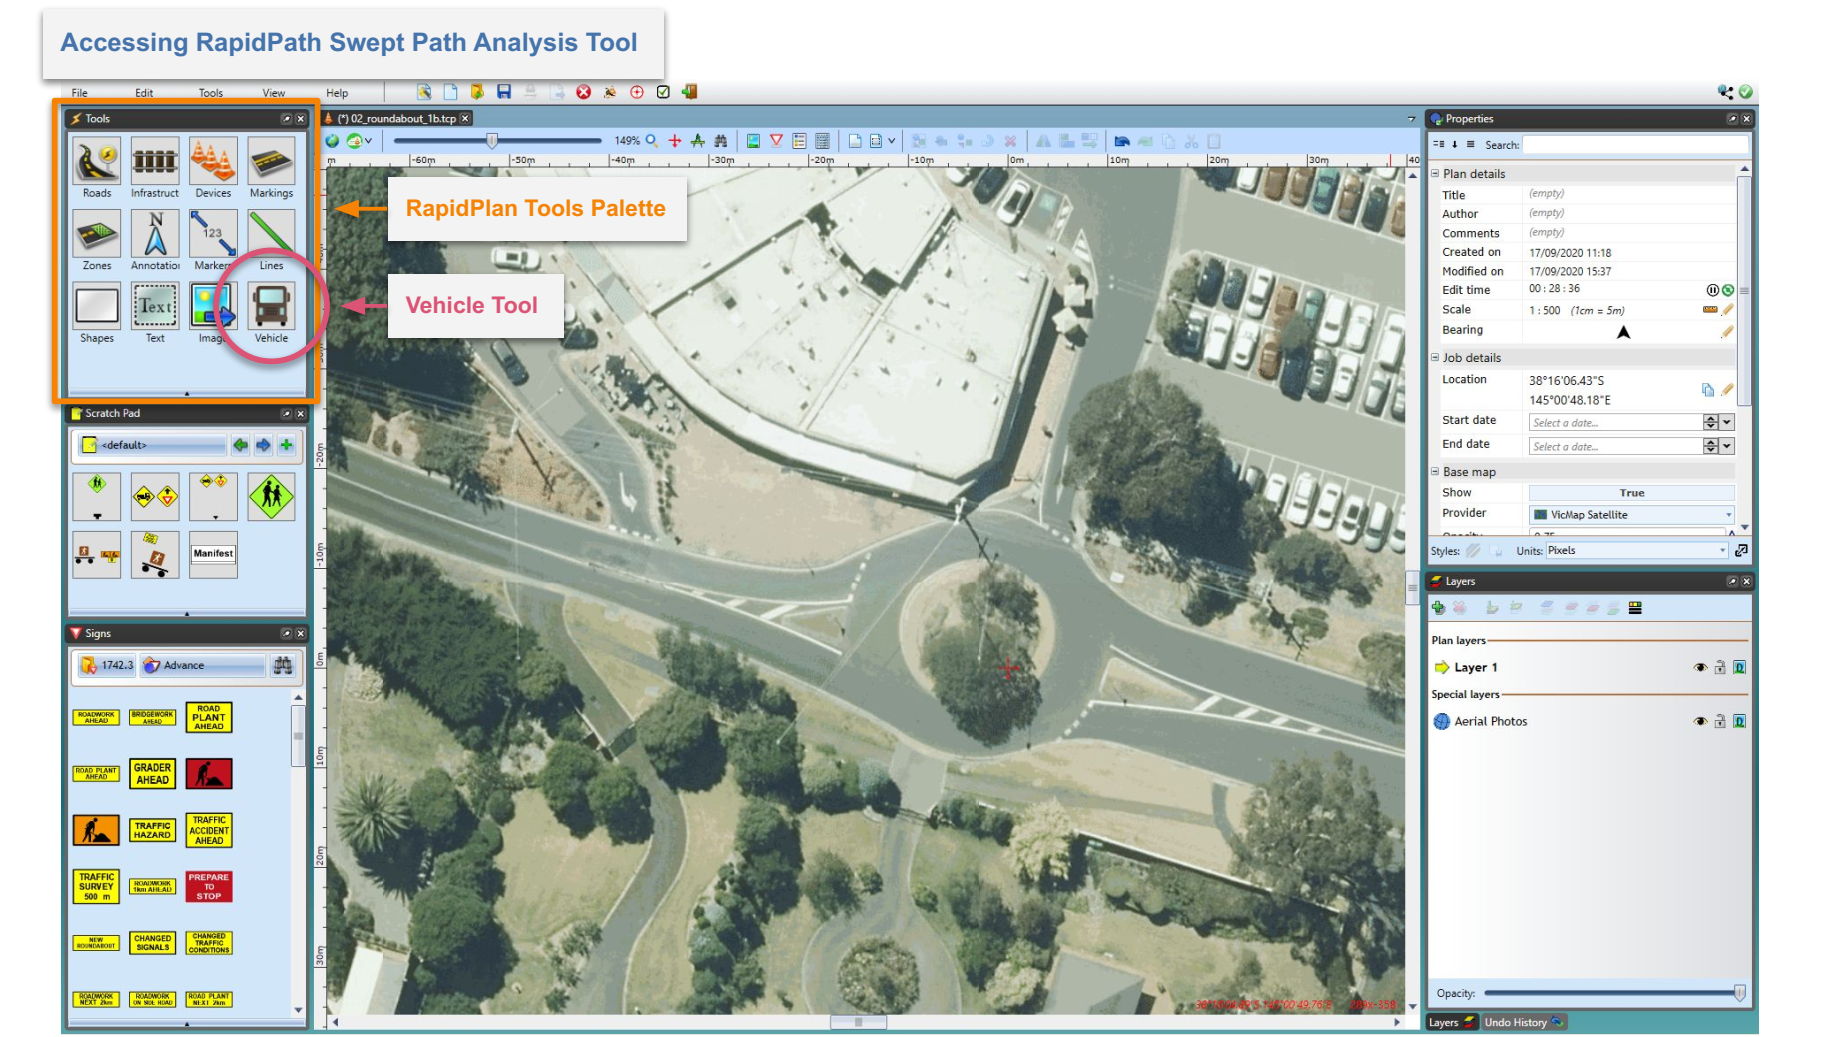 Accessing RapidPath Swept Path Analysis Tool
File Edit Tools View Help
Tools
Roads Infrastruct Devices Markings
N
123
Zones Annotation Markers Lines
Text
Shapes Text Image Vehicle
Scratch Pad
<default>
Manifest
Signs
1742.3 Advance
ROADWORK AHEAD
BRIDGEWORK AHEAD
ROAD PLANT AHEAD
ROAD PLANT AHEAD
GRADER AHEAD
TRAFFIC HAZARD
TRAFFIC ACCIDENT AHEAD
TRAFFIC SURVEY 500 m
ROADWORK 1km AHEAD
PREPARE TO STOP
NEW ROUNDABOUT
CHANGED SIGNALS
CHANGED TRAFFIC CONDITIONS
ROADWORK NEXT 2km
ROADWORK ON SIDE ROAD
ROAD PLANT NEXT 2km
(*) 02_roundabout_1b.tcp
149%
m -60m -50m -40m -30m -20m -10m 0m 10m 20m 30m 40
-20m
-10m
0m
10m
20m
30m
RapidPlan Tools Palette
Vehicle Tool
Properties
Search:
Plan details
Title (empty)
Author (empty)
Comments (empty)
Created on 17/09/2020 11:18
Modified on 17/09/2020 15:37
Edit time 00 : 28 : 36
Scale 1 : 500 (1cm = 5m)
Bearing
Job details
Location 38°16'06.43"S
145°00'48.18"E
Start date Select a date...
End date Select a date...
Base map
Show True
Provider VicMap Satellite
Opacity 0.75
Styles: Units: Pixels
Layers
Plan layers
Layer 1
Special layers
Aerial Photos
Opacity:
Layers Undo History